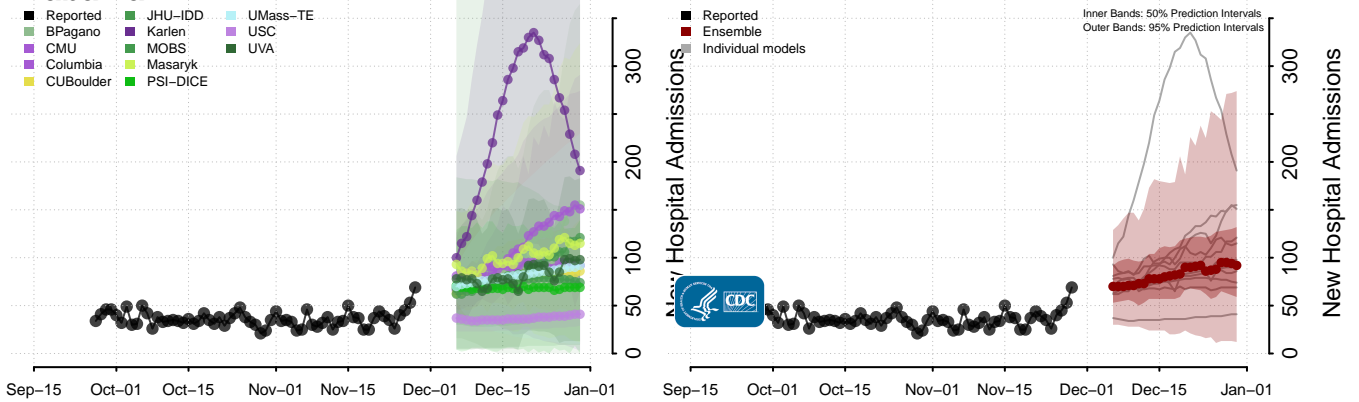 Reported
BPagano
CMU
Columbia
CUBoulder
JHU−IDD
Karlen
MOBS
Masaryk
PSI−DICE
UMass−TE
USC
UVA
0
50
100
200
300
New Hospital Admissions
Sep−15
Oct−01
Oct−15
Nov−01
Nov−15
Dec−01
Dec−15
Jan−01
Reported
Ensemble
Individual models
Inner Bands: 50% Prediction Intervals
Outer Bands: 95% Prediction Intervals
CDC
0
50
100
200
300
New Hospital Admissions
Sep−15
Oct−01
Oct−15
Nov−01
Nov−15
Dec−01
Dec−15
Jan−01